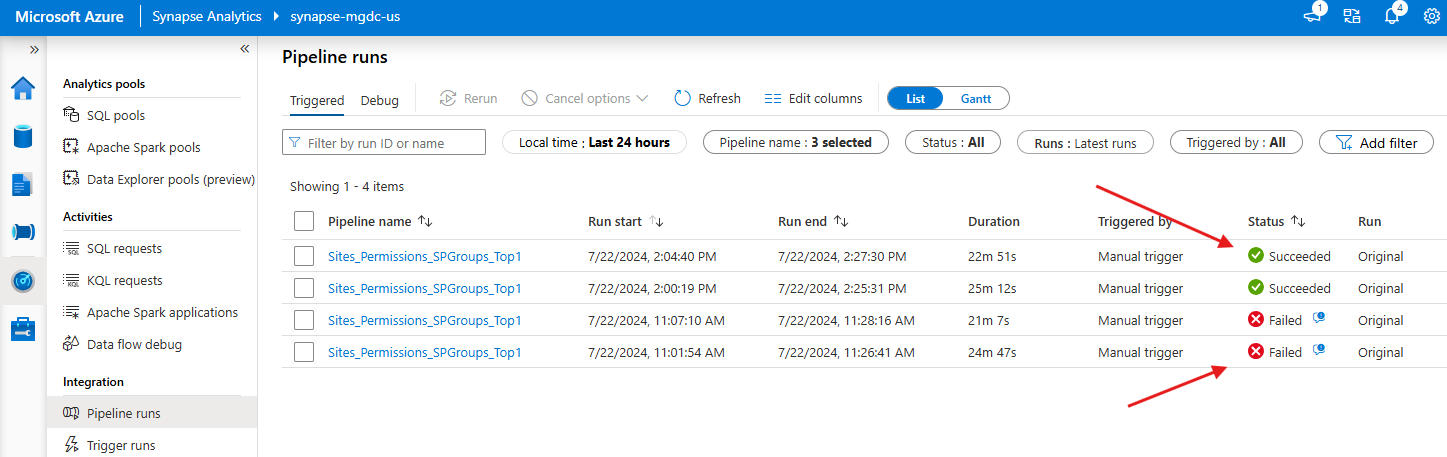 Microsoft Azure Synapse Analytics synapse-mgdc-us 1 4
» «
Analytics pools
SQL pools
Apache Spark pools
Data Explorer pools (preview)
Activities
SQL requests
KQL requests
Apache Spark applications
Data flow debug
Integration
Pipeline runs
Trigger runs
Pipeline runs
Triggered Debug Rerun Cancel options Refresh Edit columns List Gantt
Filter by run ID or name Local time : Last 24 hours Pipeline name : 3 selected Status : All Runs : Latest runs Triggered by : All Add filter
Showing 1 - 4 items
Pipeline name Run start Run end Duration Triggered by Status Run
Sites_Permissions_SPGroups_Top1 7/22/2024, 2:04:40 PM 7/22/2024, 2:27:30 PM 22m 51s Manual trigger Succeeded Original
Sites_Permissions_SPGroups_Top1 7/22/2024, 2:00:19 PM 7/22/2024, 2:25:31 PM 25m 12s Manual trigger Succeeded Original
Sites_Permissions_SPGroups_Top1 7/22/2024, 11:07:10 AM 7/22/2024, 11:28:16 AM 21m 7s Manual trigger Failed Original
Sites_Permissions_SPGroups_Top1 7/22/2024, 11:01:54 AM 7/22/2024, 11:26:41 AM 24m 47s Manual trigger Failed Original